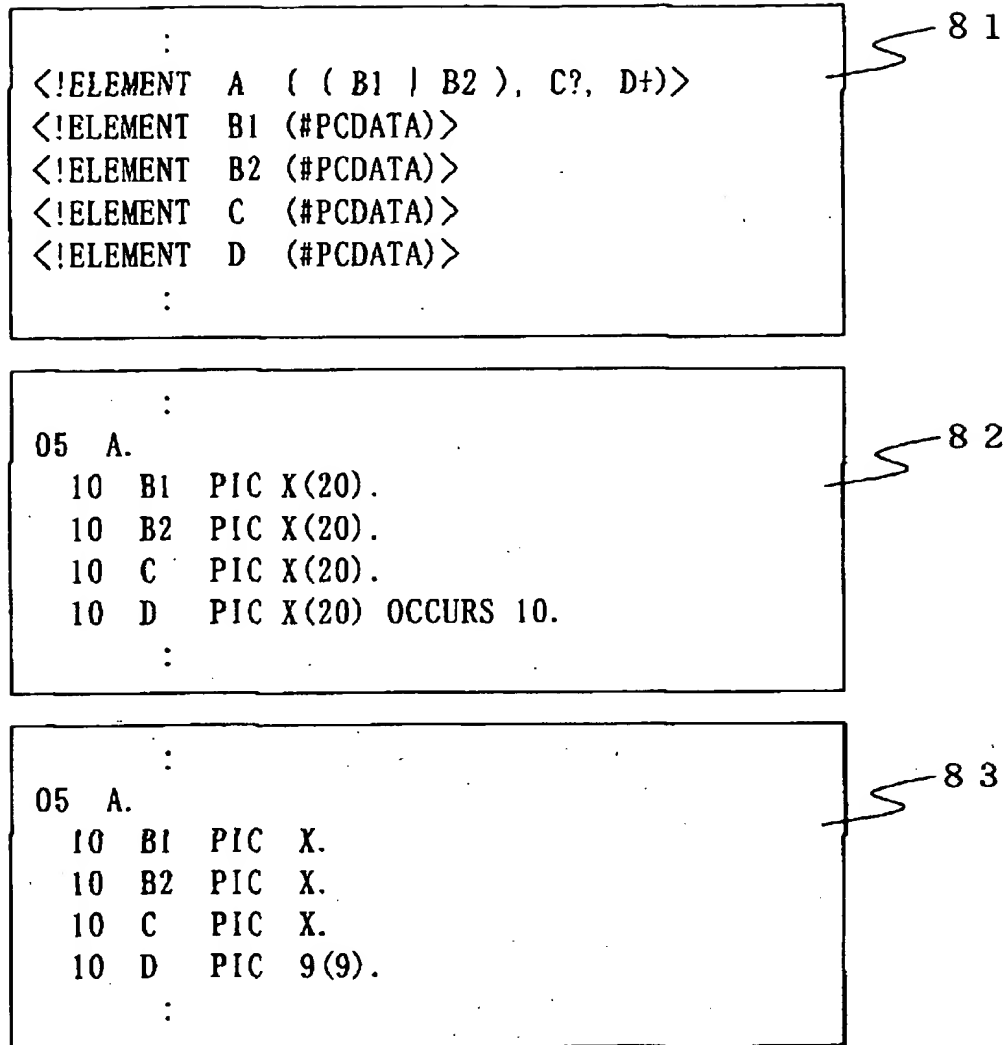 :
<!ELEMENT A ( ( B1 | B2 ), C?, D+)>
<!ELEMENT B1 (#PCDATA)>
<!ELEMENT B2 (#PCDATA)>
<!ELEMENT C (#PCDATA)>
<!ELEMENT D (#PCDATA)>
:
81
:
05 A.
10 B1 PIC X(20).
10 B2 PIC X(20).
10 C PIC X(20).
10 D PIC X(20) OCCURS 10.
:
82
:
05 A.
10 B1 PIC X.
10 B2 PIC X.
10 C PIC X.
10 D PIC 9(9).
:
83